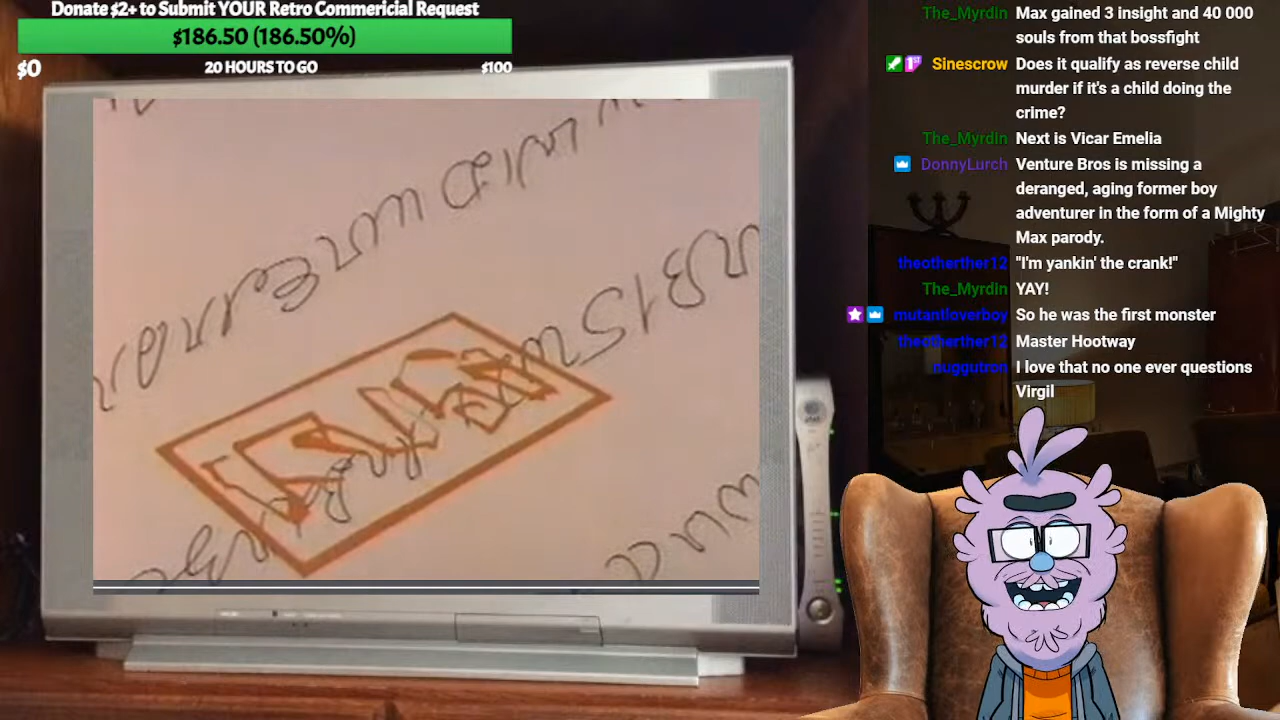 Donate $2+ to Submit YOUR Retro Commericial Request
$186.50 (186.50%)
$0
20 HOURS TO GO
$100
The_Myrdin Max gained 3 insight and 40 000
souls from that bossfight
Sinescrow Does it qualify as reverse child
murder if it's a child doing the
crime?
The_Myrdin Next is Vicar Emelia
DonnyLurch Venture Bros is missing a
deranged, aging former boy
adventurer in the form of a Mighty
Max parody.
theotherther12 "I'm yankin' the crank!"
The_Myrdin YAY!
mutantloverboy So he was the first monster
theotherther12 Master Hootway
nuggutron I love that no one ever questions
Virgil